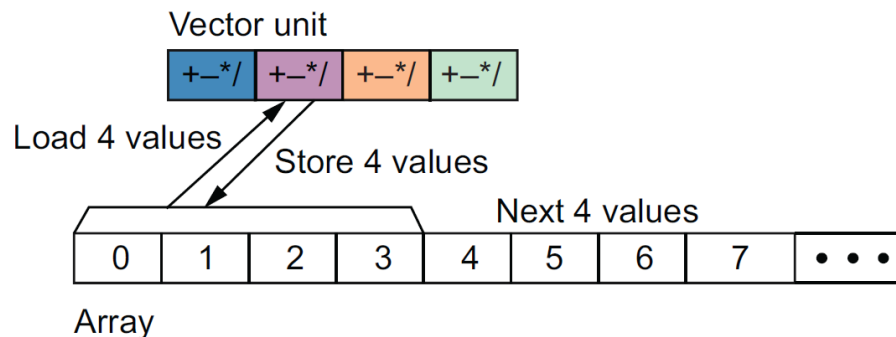 Vector unit
+–*/ +–*/ +–*/ +–*/
Load 4 values
Store 4 values
Next 4 values
0 1 2 3 4 5 6 7 • • •
Array